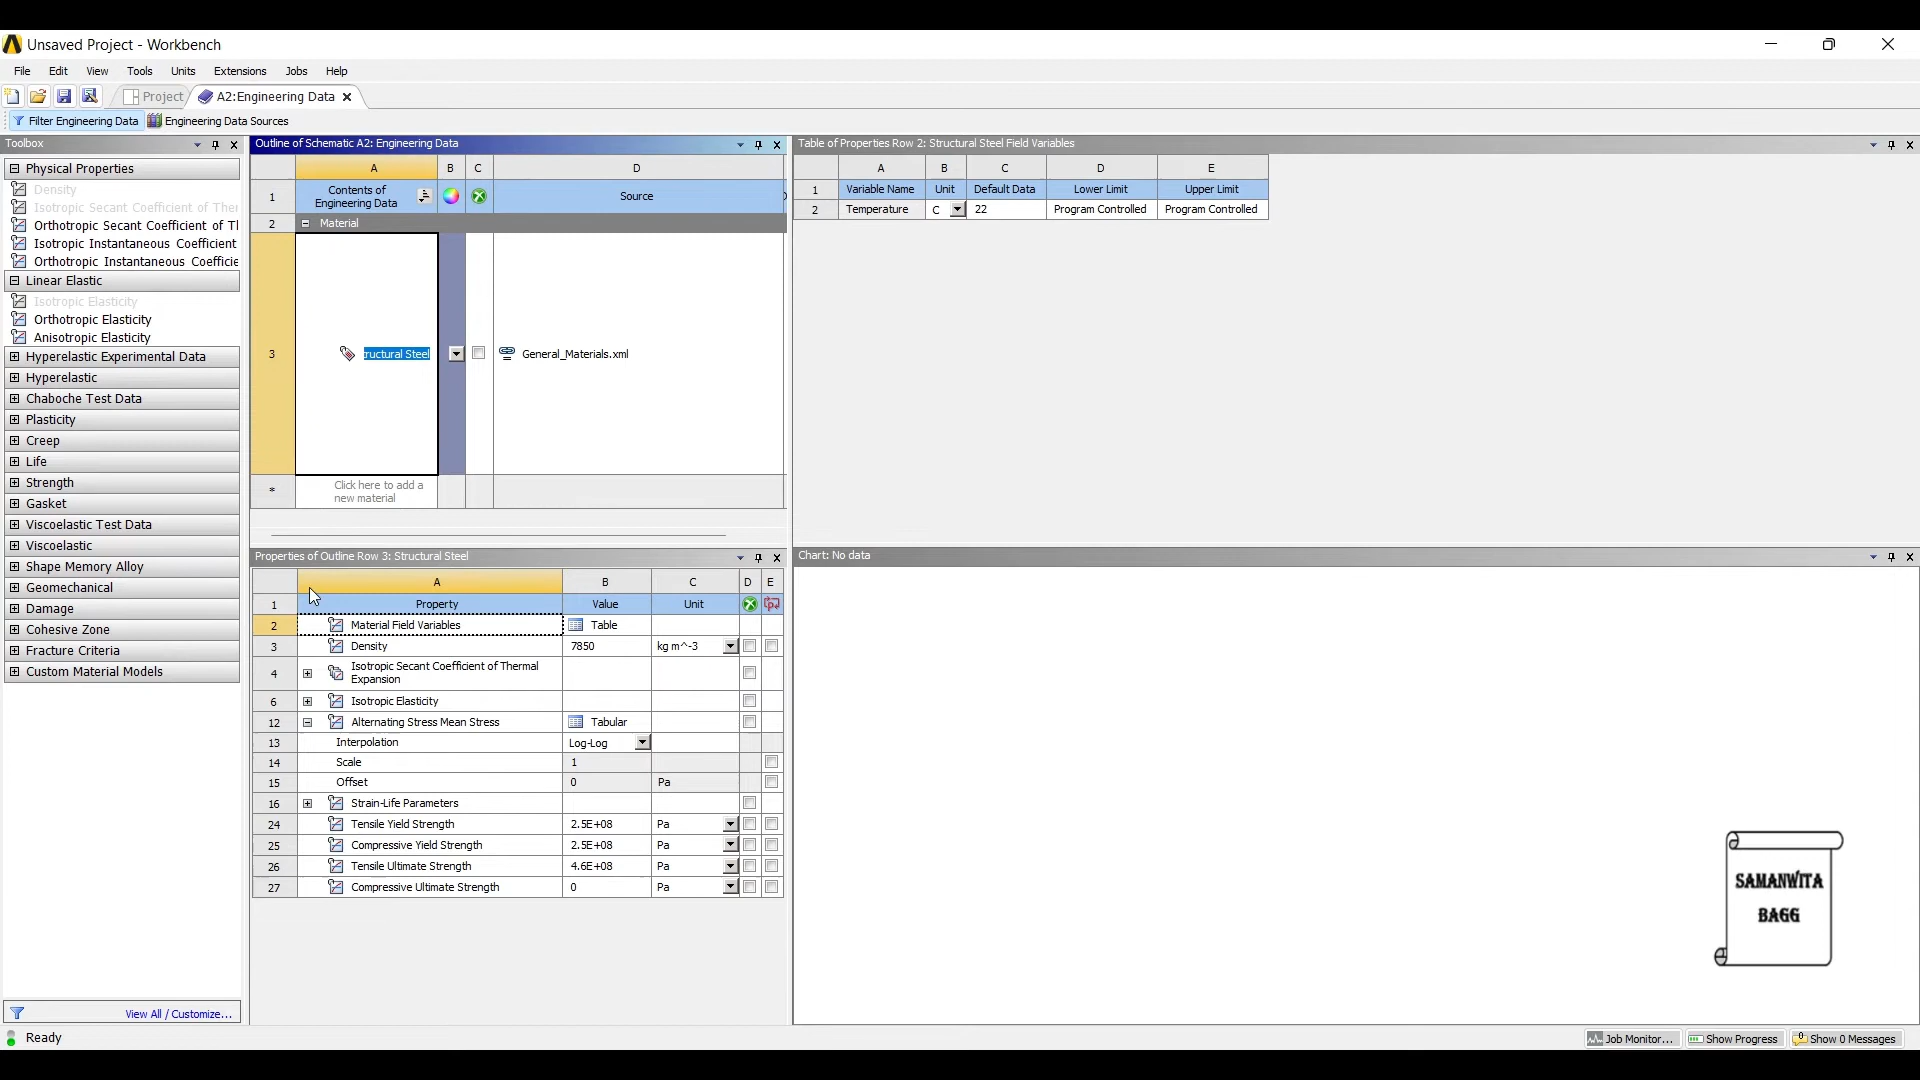 Unsaved Project - Workbench
File Edit View Tools Units Extensions Jobs Help
Project A2:Engineering Data
Filter Engineering Data Engineering Data Sources
Toolbox
Physical Properties
Density
Isotropic Secant Coefficient of Ther
Orthotropic Secant Coefficient of Tl
Isotropic Instantaneous Coefficient
Orthotropic Instantaneous Coefficie
Linear Elastic
Isotropic Elasticity
Orthotropic Elasticity
Anisotropic Elasticity
Hyperelastic Experimental Data
Hyperelastic
Chaboche Test Data
Plasticity
Creep
Life
Strength
Gasket
Viscoelastic Test Data
Viscoelastic
Shape Memory Alloy
Geomechanical
Damage
Cohesive Zone
Fracture Criteria
Custom Material Models
View All / Customize...
Outline of Schematic A2: Engineering Data
A B C D
1 Contents of Source
Engineering Data
2 Material
3 tructural Steel General_Materials.xml
* Click here to add a
new material
Properties of Outline Row 3: Structural Steel
A B C D E
1 Property Value Unit
2 Material Field Variables Table
3 Density 7850 kg m^-3
4 Isotropic Secant Coefficient of Thermal
Expansion
6 Isotropic Elasticity
12 Alternating Stress Mean Stress Tabular
13 Interpolation Log-Log
14 Scale 1
15 Offset 0 Pa
16 Strain-Life Parameters
24 Tensile Yield Strength 2.5E+08 Pa
25 Compressive Yield Strength 2.5E+08 Pa
26 Tensile Ultimate Strength 4.6E+08 Pa
27 Compressive Ultimate Strength 0 Pa
Table of Properties Row 2: Structural Steel Field Variables
A B C D E
1 Variable Name Unit Default Data Lower Limit Upper Limit
2 Temperature C 22 Program Controlled Program Controlled
Chart: No data
SAMANWITA
BAGG
Ready
Job Monitor... Show Progress Show 0 Messages